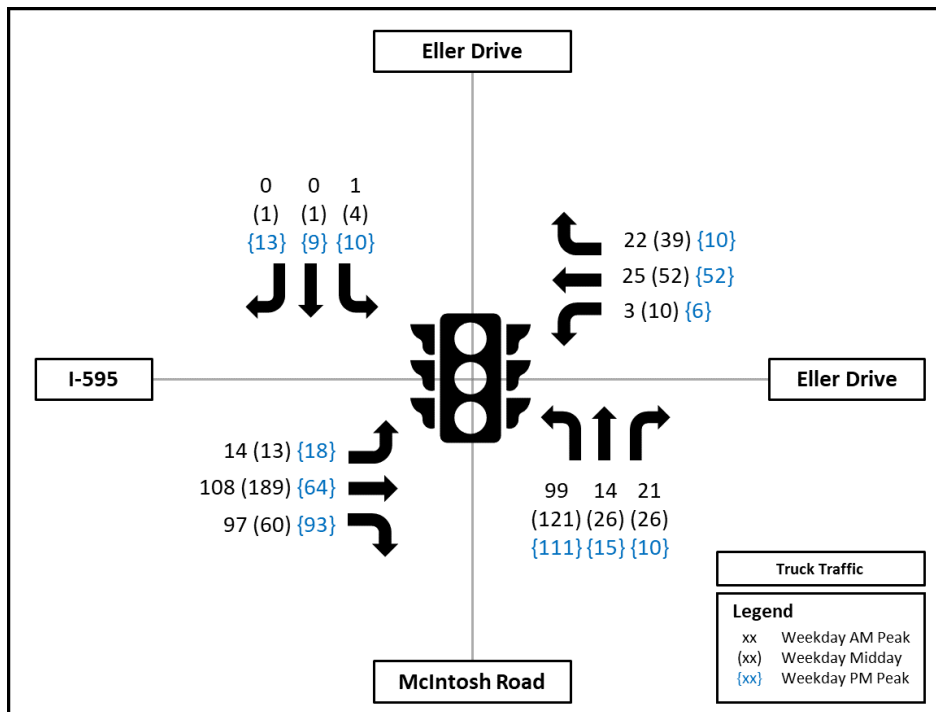 Eller Drive
0 0 1
(1) (1) (4)
{13} {9} {10}
22 (39) {10}
25 (52) {52}
3 (10) {6}
I-595
Eller Drive
14 (13) {18}
108 (189) {64}
97 (60) {93}
99 14 21
(121) (26) (26)
{111} {15} {10}
Truck Traffic
Legend
xx Weekday AM Peak
(xx) Weekday Midday
{xx} Weekday PM Peak
McIntosh Road